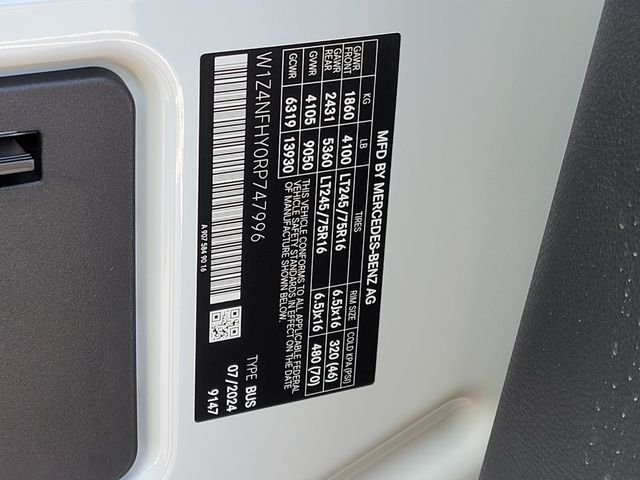 MFD BY MERCEDES-BENZ AG
KG LB TIRES RIM SIZE COLD KPA(PSI)
GAWR FRONT 1860 4100 LT245/75R16 6.5Jx16 320 (46)
GAWR REAR 2431 5360 LT245/75R16 6.5Jx16 480 (70)
GVWR 4105 9050
GCWR 6319 13930
THIS VEHICLE CONFORMS TO ALL APPLICABLE FEDERAL
MOTOR VEHICLE SAFETY STANDARDS IN EFFECT ON THE DATE
OF MANUFACTURE SHOWN BELOW.
W1Z4NFHY0RP747996
TYPE BUS
07/2024
9147
A 907 584 90 16